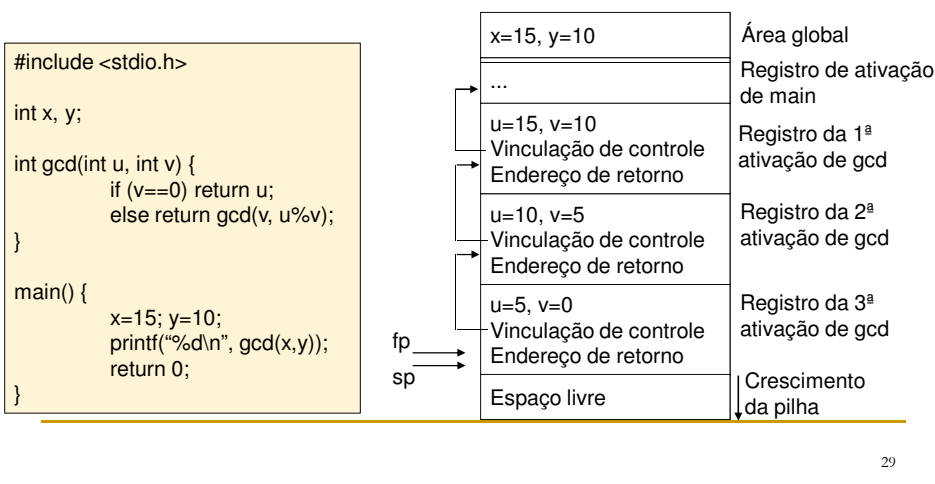 #include <stdio.h>
int x, y;
int gcd(int u, int v) {
if (v==0) return u;
else return gcd(v, u%v);
}
main() {
x=15; y=10;
printf(“%d\n”, gcd(x,y));
return 0;
}
x=15, y=10
Área global
...
Registro de ativação
de main
u=15, v=10
Vinculação de controle
Endereço de retorno
Registro da 1ª
ativação de gcd
u=10, v=5
Vinculação de controle
Endereço de retorno
Registro da 2ª
ativação de gcd
u=5, v=0
Vinculação de controle
Endereço de retorno
Registro da 3ª
ativação de gcd
fp
sp
Espaço livre
Crescimento
da pilha
29